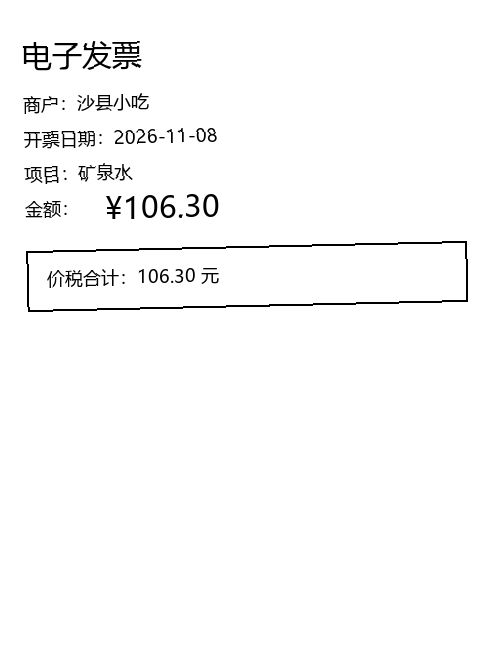 电子发票
商户：沙县小吃
开票日期：2026-11-08
项目：矿泉水
金额： ¥106.30
价税合计：106.30 元